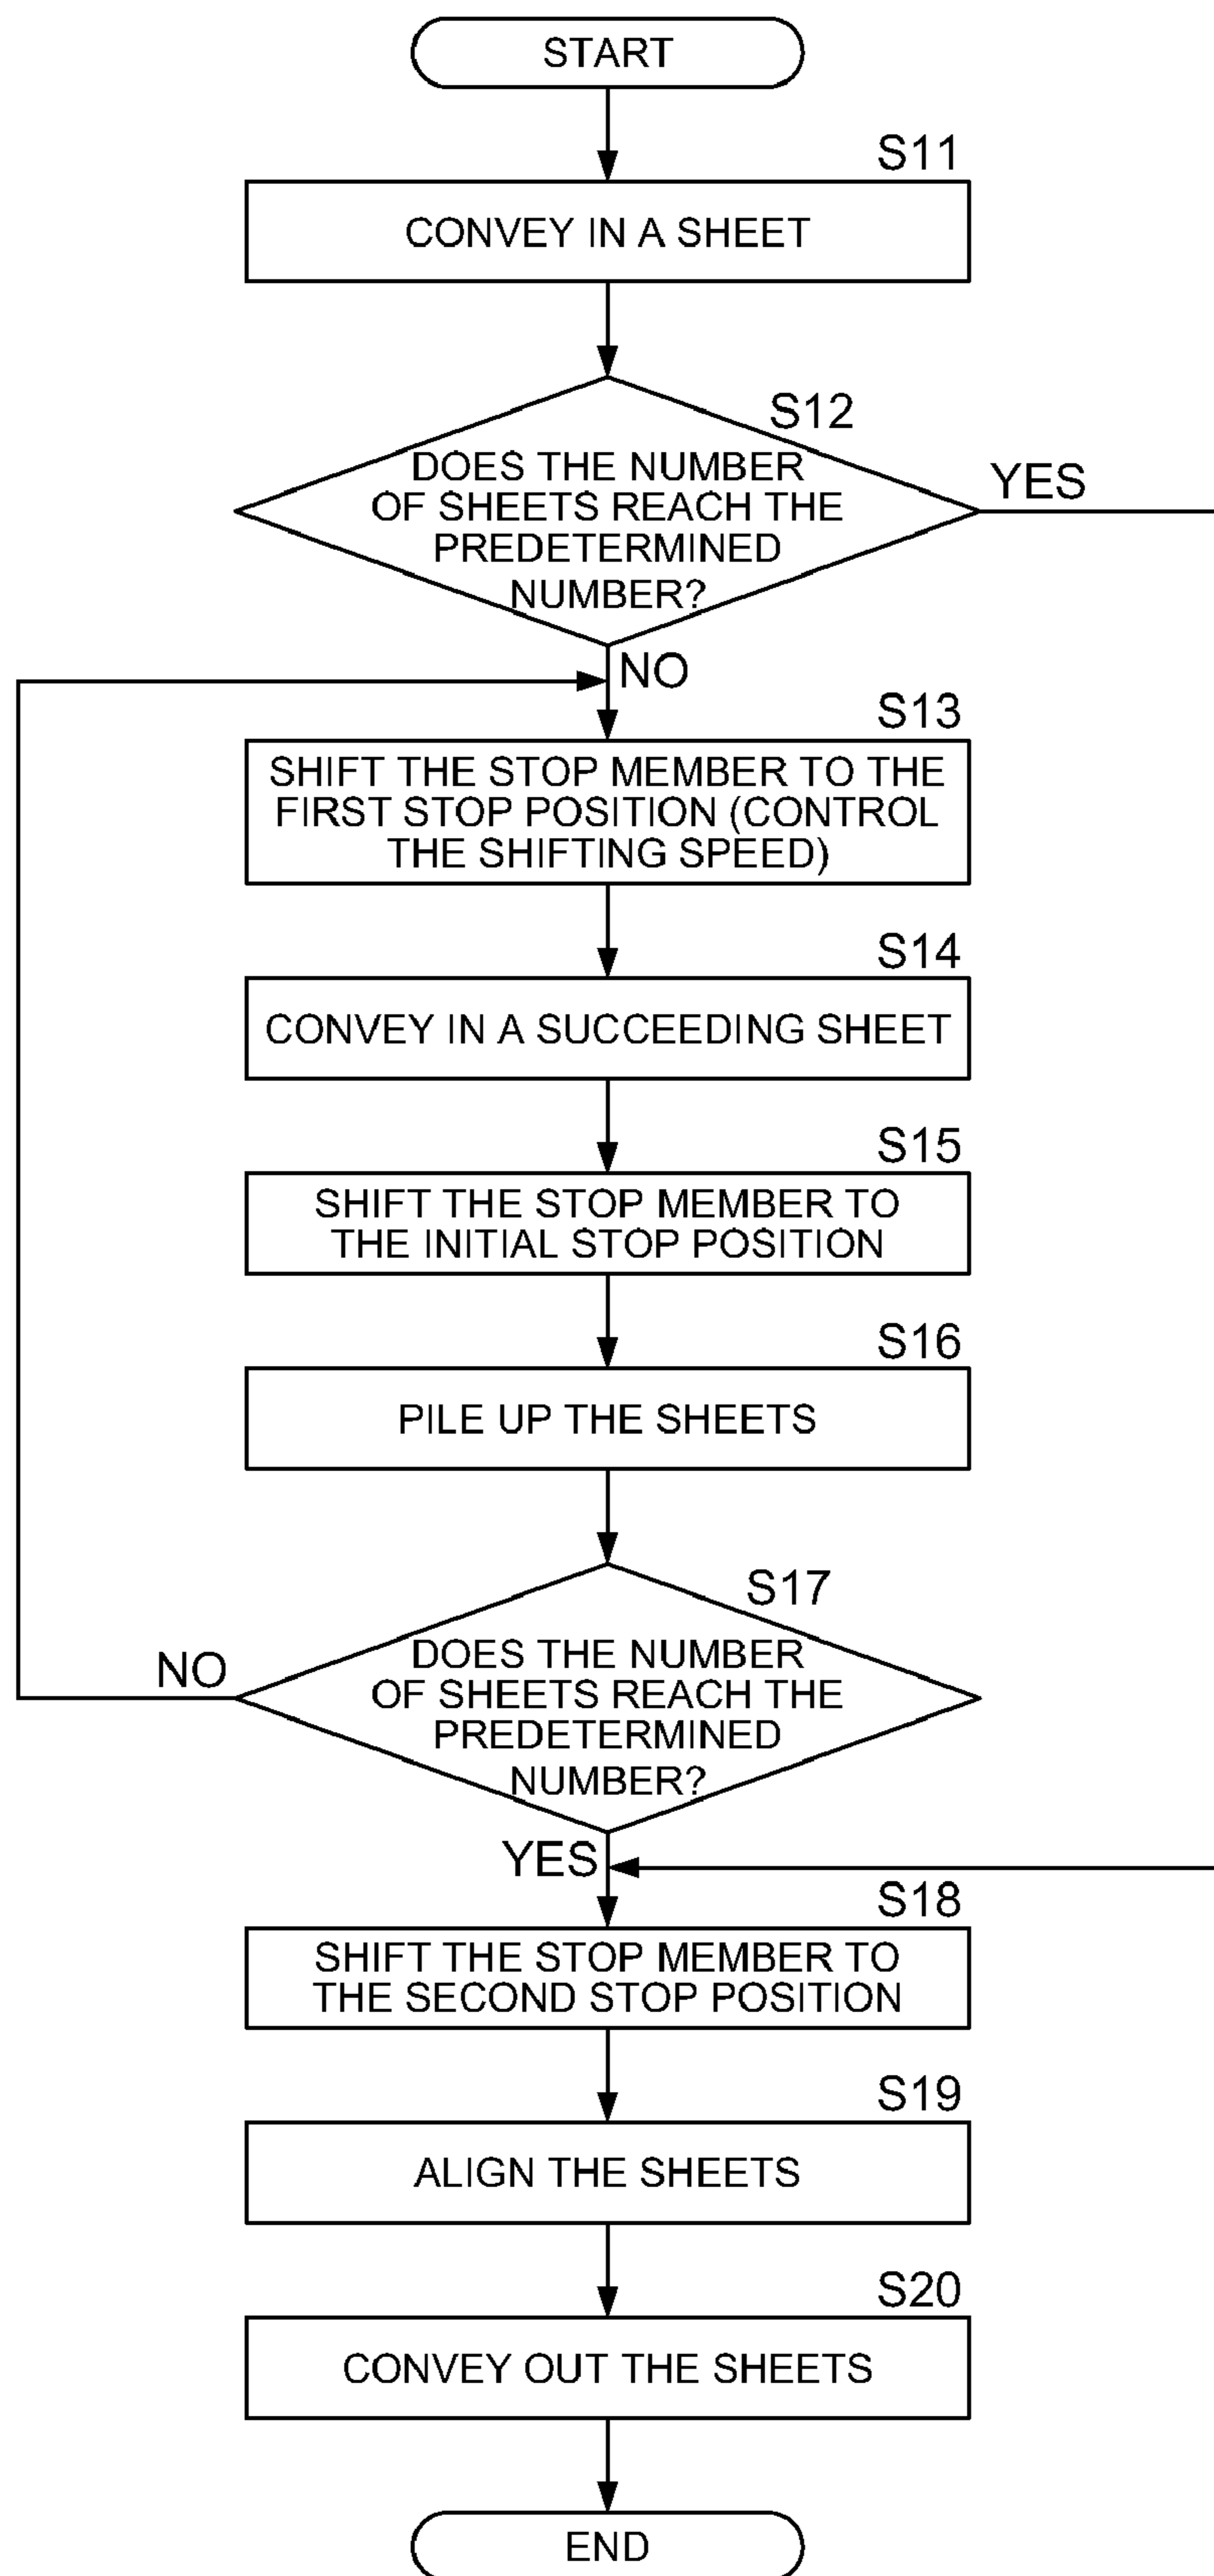 START
S11
CONVEY IN A SHEET
S12
DOES THE NUMBER
OF SHEETS REACH THE
PREDETERMINED
NUMBER?
YES
NO
S13
SHIFT THE STOP MEMBER TO THE
FIRST STOP POSITION (CONTROL
THE SHIFTING SPEED)
S14
CONVEY IN A SUCCEEDING SHEET
S15
SHIFT THE STOP MEMBER TO
THE INITIAL STOP POSITION
S16
PILE UP THE SHEETS
S17
DOES THE NUMBER
OF SHEETS REACH THE
PREDETERMINED
NUMBER?
NO
YES
S18
SHIFT THE STOP MEMBER TO
THE SECOND STOP POSITION
S19
ALIGN THE SHEETS
S20
CONVEY OUT THE SHEETS
END